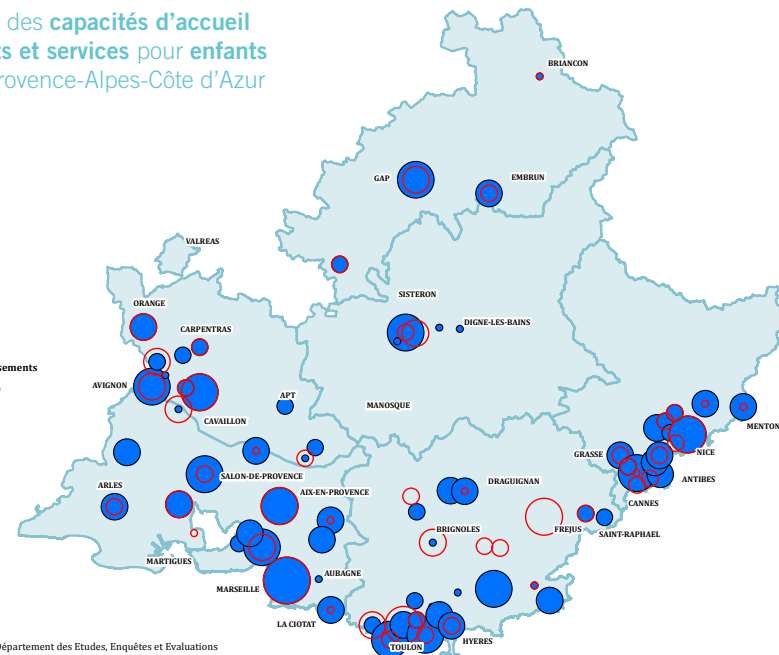 des capacités d'accueil
ts et services pour enfants
rovence-Alpes-Côte d'Azur
BRIANCON
GAP
EMBRUN
VALREAS
SISTERON
ORANGE
DIGNE-LES-BAINS
CARPENTRAS
sements
AVIGNON
APT
MANOSQUE
MENTON
CAVAILLON
GRASSE
NICE
SALON-DE-PROVENCE
ANTIBES
DRAGUIGNAN
ARLES
AIX-EN-PROVENCE
CANNES
BRIGNOLES
FREJUS
SAINT-RAPHAEL
MARTIGUES
AUBAGNE
MARSEILLE
LA CIOTAT
HYERES
TOULON
Département des Etudes, Enquêtes et Evaluations